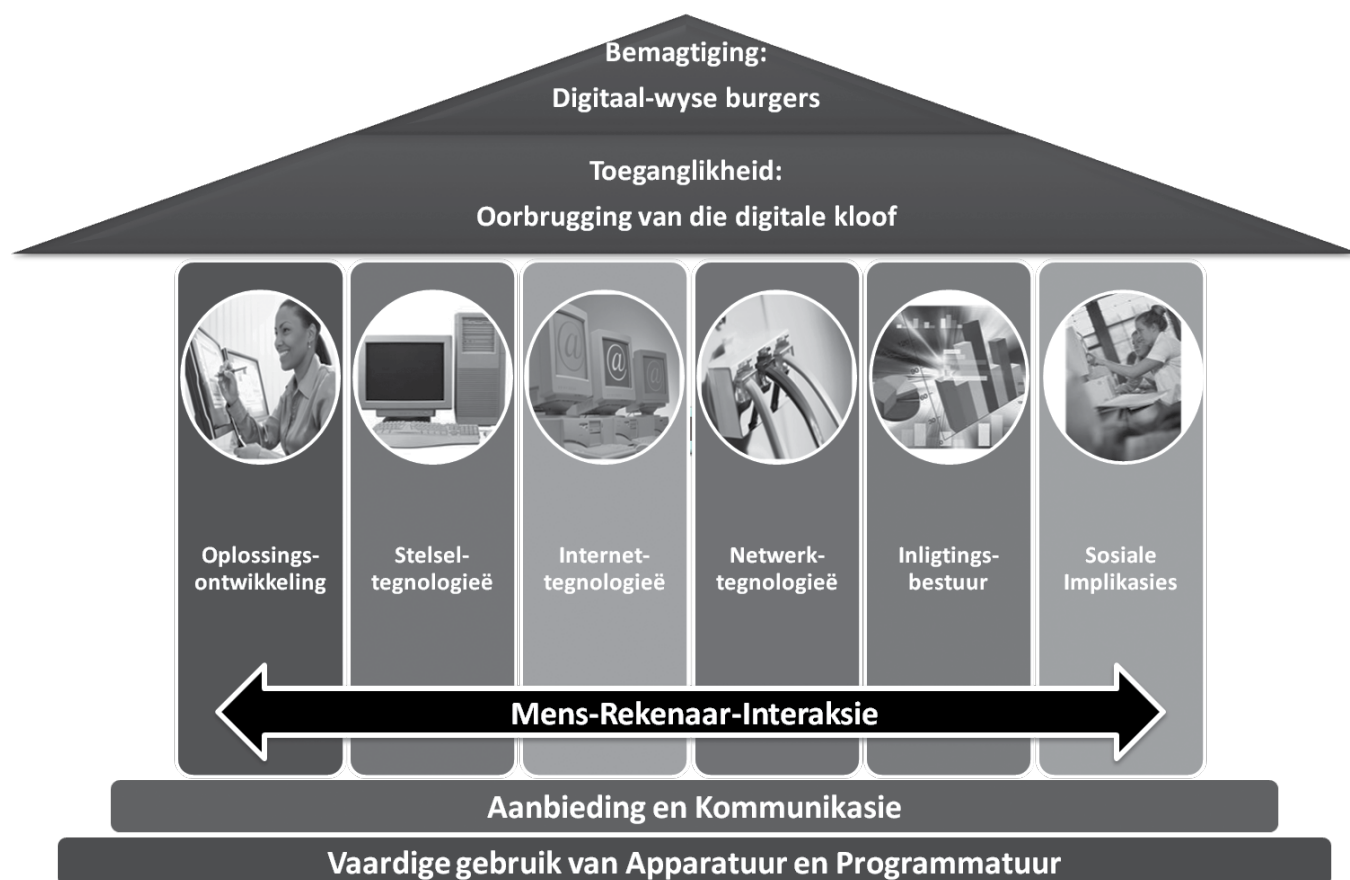 Bemagtiging:
Digitaal-wyse burgers
Toeganglikheid:
Oorbrugging van die digitale kloof
Oplossings-
ontwikkeling
Stelsel-
tegnologieë
Internet-
tegnologieë
Netwerk-
tegnologieë
Inligtings-
bestuur
Sosiale
Implikasies
Mens-Rekenaar-Interaksie
Aanbieding en Kommunikasie
Vaardige gebruik van Apparatuur en Programmatuur